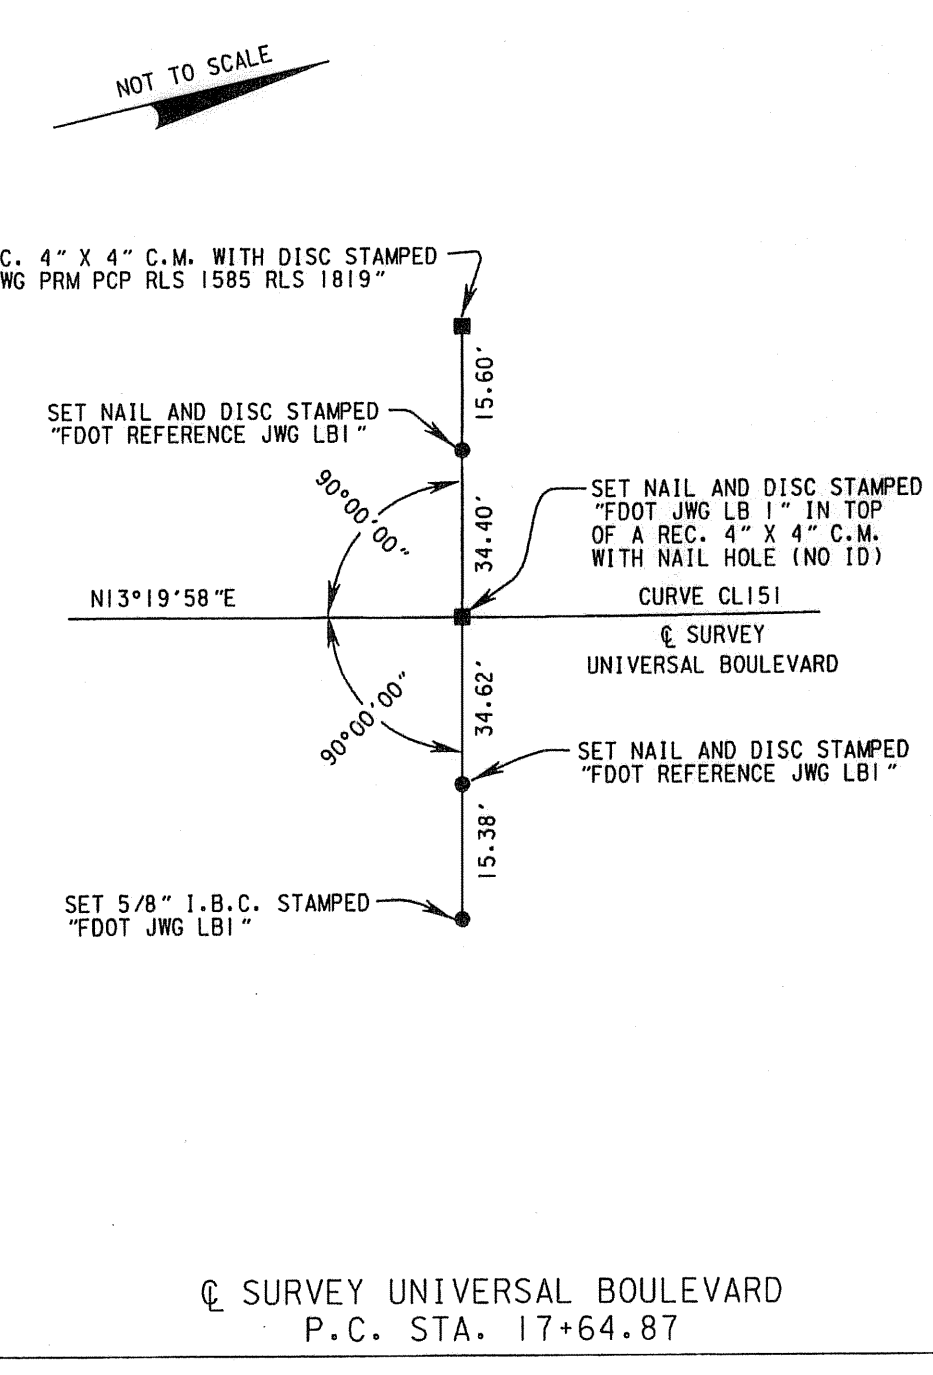 NOT TO SCALE
C. 4" X 4" C.M. WITH DISC STAMPED
WG PRM PCP RLS 1585 RLS 1819"
15.60'
SET NAIL AND DISC STAMPED
"FDOT REFERENCE JWG LB1"
90°00'00"
34.40'
SET NAIL AND DISC STAMPED
"FDOT JWG LB 1" IN TOP
OF A REC. 4" X 4" C.M.
WITH NAIL HOLE (NO ID)
N13°19'58"E
CURVE CL151
℄ SURVEY
UNIVERSAL BOULEVARD
34.62'
90°00'00"
SET NAIL AND DISC STAMPED
"FDOT REFERENCE JWG LB1"
15.38'
SET 5/8" I.B.C. STAMPED
"FDOT JWG LB1"
℄ SURVEY UNIVERSAL BOULEVARD
P.C. STA. 17+64.87